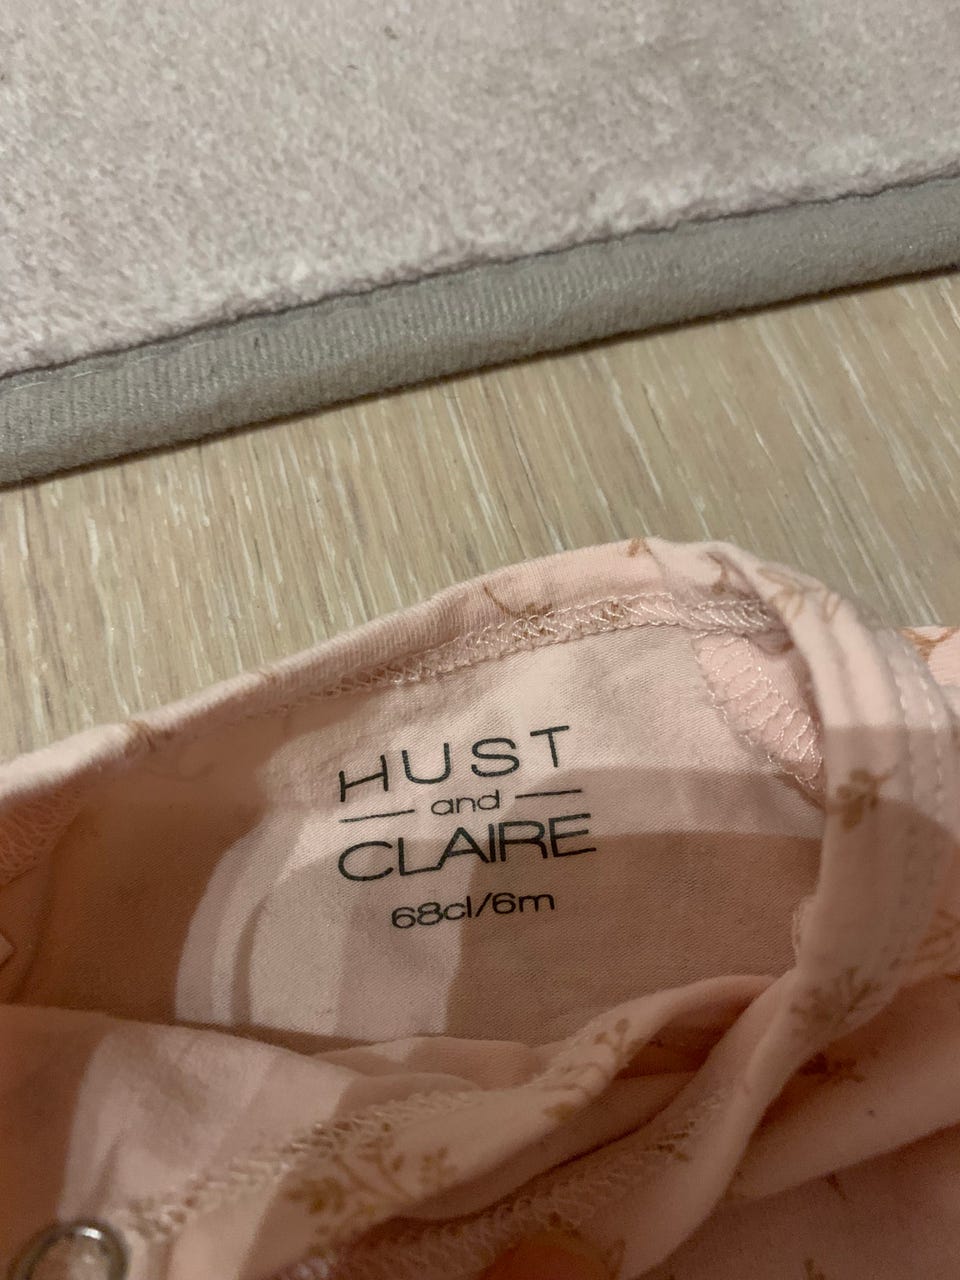 HUST
and
CLAIRE
68cl/6m